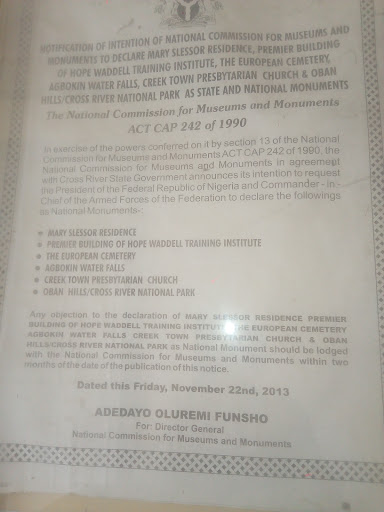 NOTIFICATION OF INTENTION OF NATIONAL COMMISSION FOR MUSEUMS AND
MONUMENTS TO DECLARE MARY SLESSOR RESIDENCE, PREMIER BUILDING
OF HOPE WADDELL TRAINING INSTITUTE, THE EUROPEAN CEMETERY,
AGBOKIN WATER FALLS, CREEK TOWN PRESBYTARIAN CHURCH & OBAN
HILLS/CROSS RIVER NATIONAL PARK AS STATE AND NATIONAL MONUMENTS
The National Commission for Museums and Monuments
ACT CAP 242 of 1990
In exercise of the powers conferred on it by section 13 of the National
Commission for Museums and Monuments ACT CAP 242 of 1990, the
National Commission for Museums and Monuments in agreement
with Cross River State Government announces its intention to request
the President of the Federal Republic of Nigeria and Commander - in-
Chief of the Armed Forces of the Federation to declare the followings
as National Monuments-.
MARY SLESSOR RESIDENCE
PREMIER BUILDING OF HOPE WADDELL TRAINING INSTITUTE
THE EUROPEAN CEMETERY
AGBOKIN WATER FALLS
CREEK TOWN PRESBYTARIAN CHURCH
OBAN HILLS/CROSS RIVER NATIONAL PARK
Any objection to the declaration of MARY SLESSOR RESIDENCE PREMIER
BUILDING OF HOPE WADDELL TRAINING INSTITUTE, THE EUROPEAN CEMETERY
AGBOKIN WATER FALLS CREEK TOWN PRESBYTARIAN CHURCH & OBAN
HILLS/CROSS RIVER NATIONAL PARK as National Monument should be lodged
with the National Commission for Museums and Monuments within two
months of the date of the publication of this notice.
Dated this Friday, November 22nd, 2013
ADEDAYO OLUREMI FUNSHO
For: Director General
National Commission for Museums and Monuments